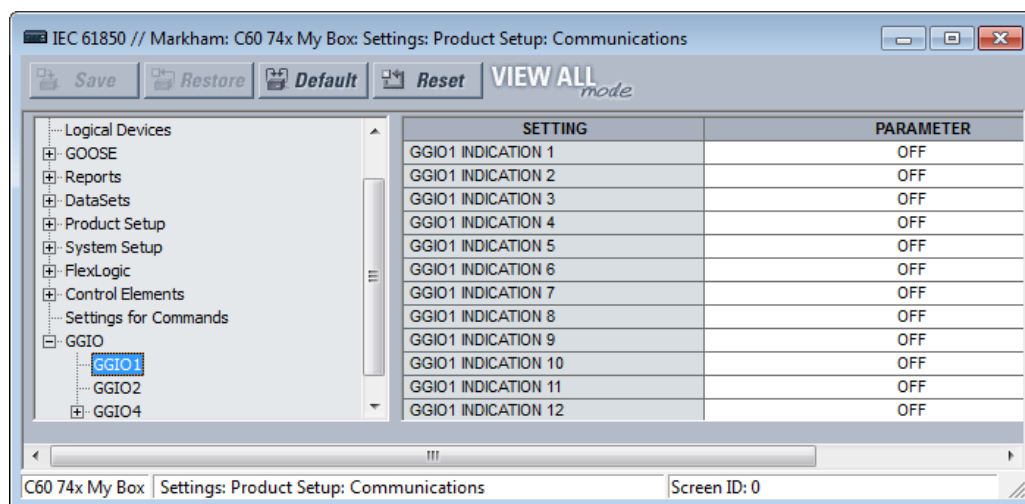 IEC 61850 // Markham: C60 74x My Box: Settings: Product Setup: Communications
Save Restore Default Reset VIEW ALL mode
Logical Devices
GOOSE
Reports
DataSets
Product Setup
System Setup
FlexLogic
Control Elements
Settings for Commands
GGIO
GGIO1
GGIO2
GGIO4
SETTING PARAMETER
GGIO1 INDICATION 1 OFF
GGIO1 INDICATION 2 OFF
GGIO1 INDICATION 3 OFF
GGIO1 INDICATION 4 OFF
GGIO1 INDICATION 5 OFF
GGIO1 INDICATION 6 OFF
GGIO1 INDICATION 7 OFF
GGIO1 INDICATION 8 OFF
GGIO1 INDICATION 9 OFF
GGIO1 INDICATION 10 OFF
GGIO1 INDICATION 11 OFF
GGIO1 INDICATION 12 OFF
C60 74x My Box Settings: Product Setup: Communications Screen ID: 0